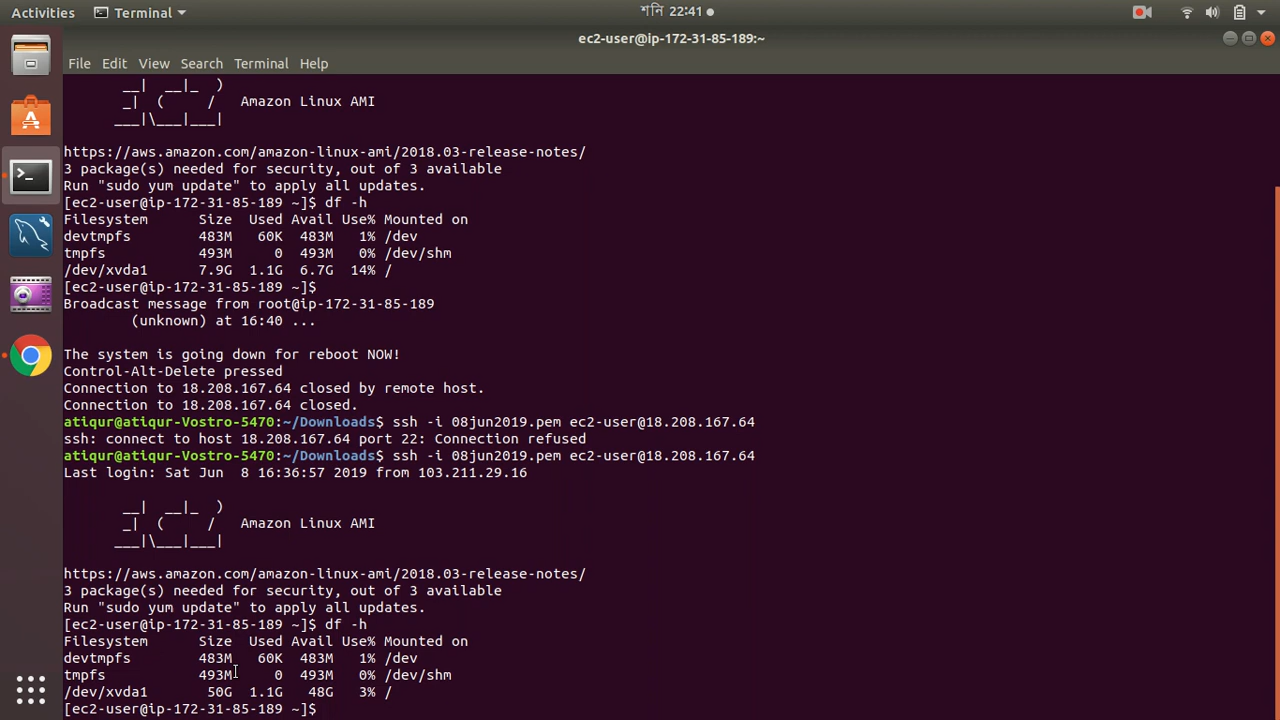 Activities Terminal শনি 22:41
ec2-user@ip-172-31-85-189:~
File Edit View Search Terminal Help
__| __|_ )
_| ( / Amazon Linux AMI
___|\___|___|
https://aws.amazon.com/amazon-linux-ami/2018.03-release-notes/
3 package(s) needed for security, out of 3 available
Run "sudo yum update" to apply all updates.
[ec2-user@ip-172-31-85-189 ~]$ df -h
Filesystem Size Used Avail Use% Mounted on
devtmpfs 483M 60K 483M 1% /dev
tmpfs 493M 0 493M 0% /dev/shm
/dev/xvda1 7.9G 1.1G 6.7G 14% /
[ec2-user@ip-172-31-85-189 ~]$
Broadcast message from root@ip-172-31-85-189
(unknown) at 16:40 ...
The system is going down for reboot NOW!
Control-Alt-Delete pressed
Connection to 18.208.167.64 closed by remote host.
Connection to 18.208.167.64 closed.
atiqur@atiqur-Vostro-5470:~/Downloads$ ssh -i 08jun2019.pem ec2-user@18.208.167.64
ssh: connect to host 18.208.167.64 port 22: Connection refused
atiqur@atiqur-Vostro-5470:~/Downloads$ ssh -i 08jun2019.pem ec2-user@18.208.167.64
Last login: Sat Jun  8 16:36:57 2019 from 103.211.29.16
__| __|_ )
_| ( / Amazon Linux AMI
___|\___|___|
https://aws.amazon.com/amazon-linux-ami/2018.03-release-notes/
3 package(s) needed for security, out of 3 available
Run "sudo yum update" to apply all updates.
[ec2-user@ip-172-31-85-189 ~]$ df -h
Filesystem Size Used Avail Use% Mounted on
devtmpfs 483M 60K 483M 1% /dev
tmpfs 493M 0 493M 0% /dev/shm
/dev/xvda1 50G 1.1G 48G 3% /
[ec2-user@ip-172-31-85-189 ~]$